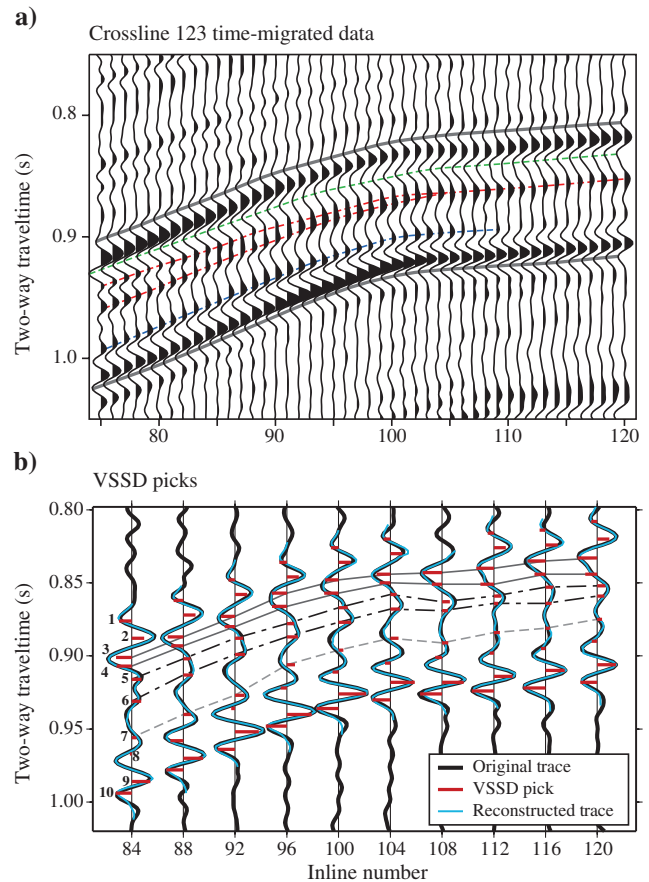 a)
Crossline 123 time-migrated data
Two-way traveltime (s)
0.8
0.9
1.0
80 90 100 110 120
b)
VSSD picks
Two-way traveltime (s)
0.80
0.85
0.90
0.95
1.00
1
2
3
4
5
6
7
8
9
10
Original trace
VSSD pick
Reconstructed trace
84 88 92 96 100 104 108 112 116 120
Inline number